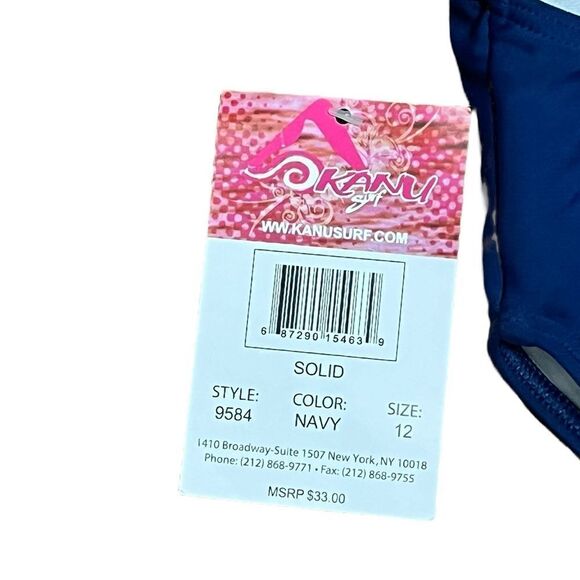 KANU
Surf
WWW.KANUSURF.COM
6 87290 15463 9
SOLID
STYLE: COLOR: SIZE:
9584 NAVY 12
1410 Broadway-Suite 1507 New York, NY 10018
Phone: (212) 868-9771 • Fax: (212) 868-9755
MSRP $33.00